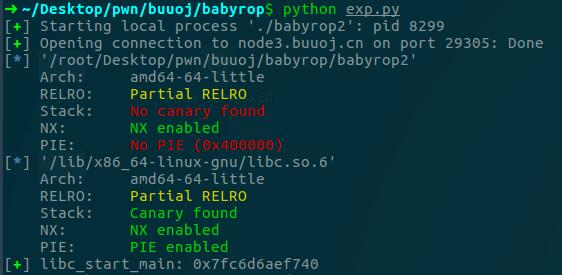 ➜ ~/Desktop/pwn/buuoj/babyrop$ python exp.py
[+] Starting local process './babyrop2': pid 8299
[+] Opening connection to node3.buuoj.cn on port 29305: Done
[*] '/root/Desktop/pwn/buuoj/babyrop/babyrop2'
    Arch:     amd64-64-little
    RELRO:    Partial RELRO
    Stack:    No canary found
    NX:       NX enabled
    PIE:      No PIE (0x400000)
[*] '/lib/x86_64-linux-gnu/libc.so.6'
    Arch:     amd64-64-little
    RELRO:    Partial RELRO
    Stack:    Canary found
    NX:       NX enabled
    PIE:      PIE enabled
[+] libc_start_main: 0x7fc6d6aef740